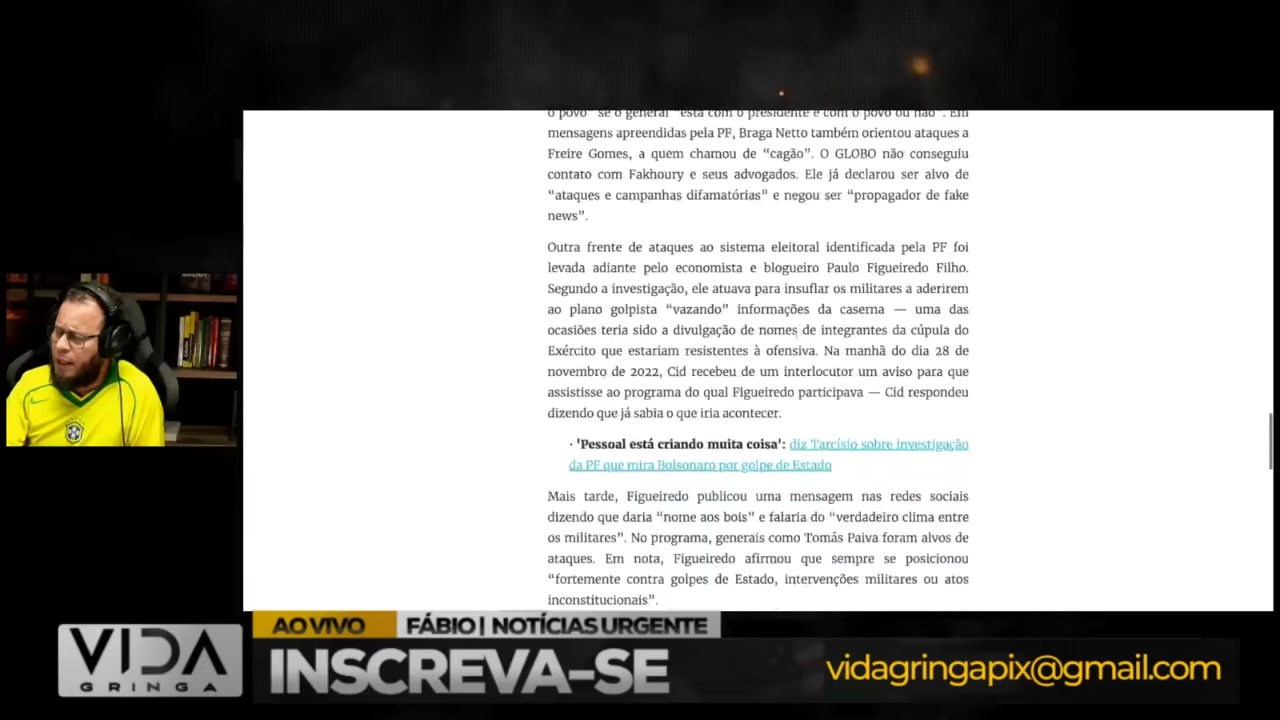 o povo” se o general “está com o presidente e com o povo ou não”. Em
mensagens apreendidas pela PF, Braga Netto também orientou ataques a
Freire Gomes, a quem chamou de “cagão”. O GLOBO não conseguiu
contato com Fakhoury e seus advogados. Ele já declarou ser alvo de
“ataques e campanhas difamatórias” e negou ser “propagador de fake
news”.
Outra frente de ataques ao sistema eleitoral identificada pela PF foi
levada adiante pelo economista e blogueiro Paulo Figueiredo Filho.
Segundo a investigação, ele atuava para insuflar os militares a aderirem
ao plano golpista “vazando” informações da caserna — uma das
ocasiões teria sido a divulgação de nomes de integrantes da cúpula do
Exército que estariam resistentes à ofensiva. Na manhã do dia 28 de
novembro de 2022, Cid recebeu de um interlocutor um aviso para que
assistisse ao programa do qual Figueiredo participava — Cid respondeu
dizendo que já sabia o que iria acontecer.
· 'Pessoal está criando muita coisa': diz Tarcísio sobre investigação
da PF que mira Bolsonaro por golpe de Estado
Mais tarde, Figueiredo publicou uma mensagem nas redes sociais
dizendo que daria “nome aos bois” e falaria do “verdadeiro clima entre
os militares”. No programa, generais como Tomás Paiva foram alvos de
ataques. Em nota, Figueiredo afirmou que sempre se posicionou
“fortemente contra golpes de Estado, intervenções militares ou atos
inconstitucionais”.
AO VIVO FÁBIO | NOTÍCIAS URGENTE
VIDA
GRINGA
INSCREVA-SE
vidagringapix@gmail.com